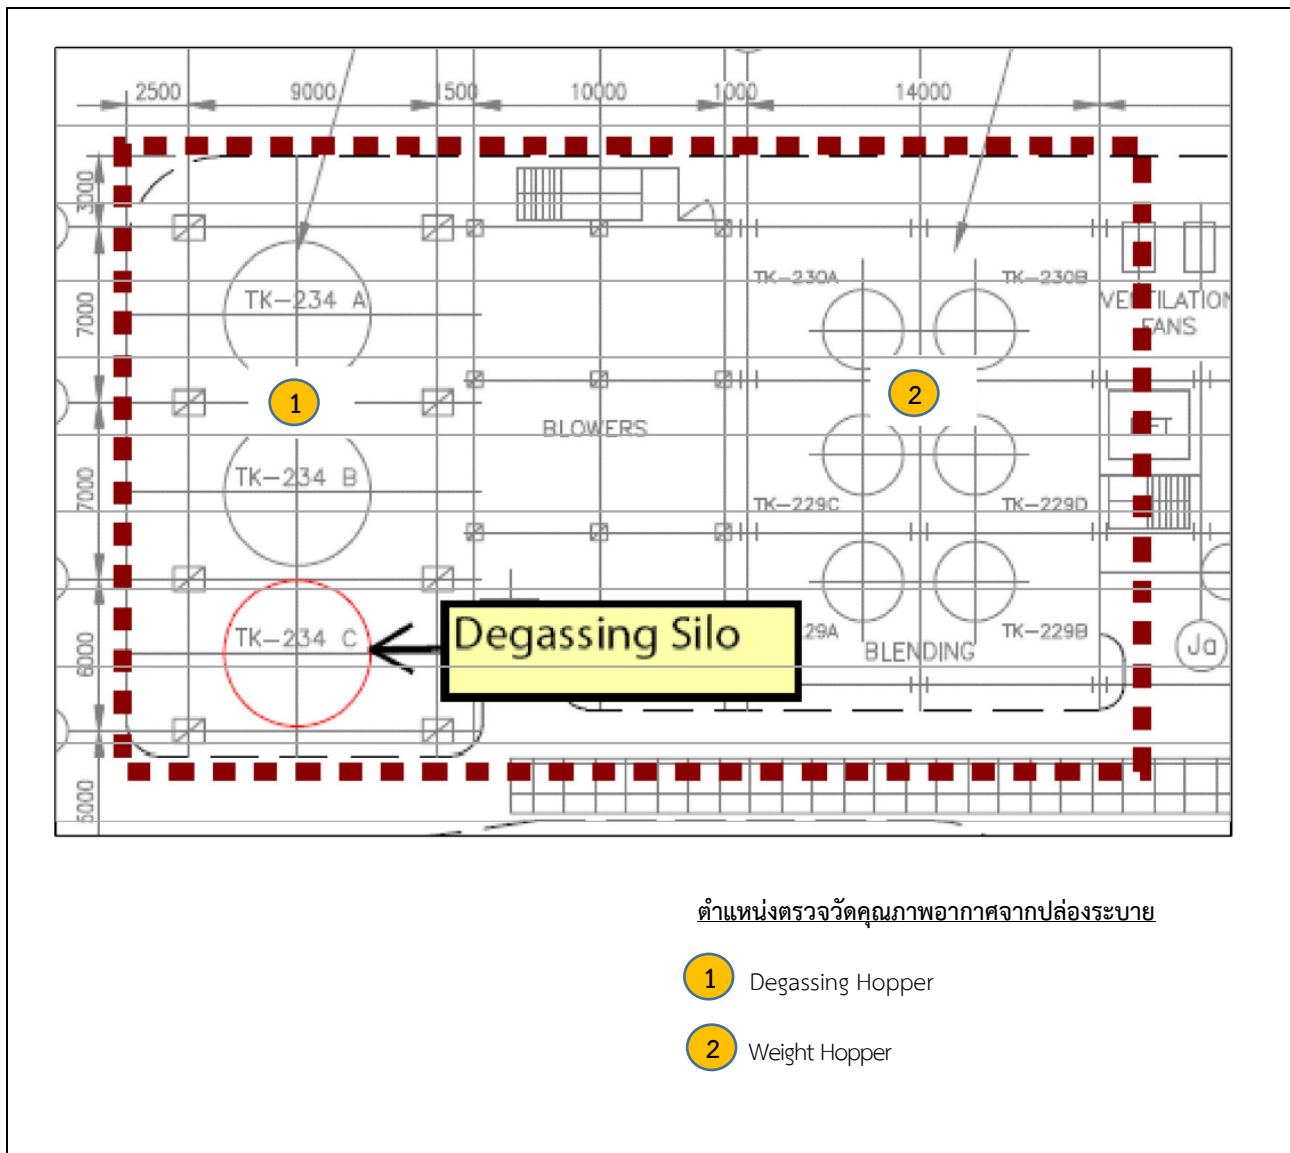 2500 9000 1500 10000 1000 14000
3000
7000
7000
6000
5000
TK-234 A
1
TK-234 B
TK-234 C
Degassing Silo
BLOWERS
TK-230A TK-230B
2
TK-229C TK-229D
29A TK-229B
BLENDING
VENTILATION
FANS
Ja
ตำแหน่งตรวจวัดคุณภาพอากาศจากปล่องระบาย
1 Degassing Hopper
2 Weight Hopper